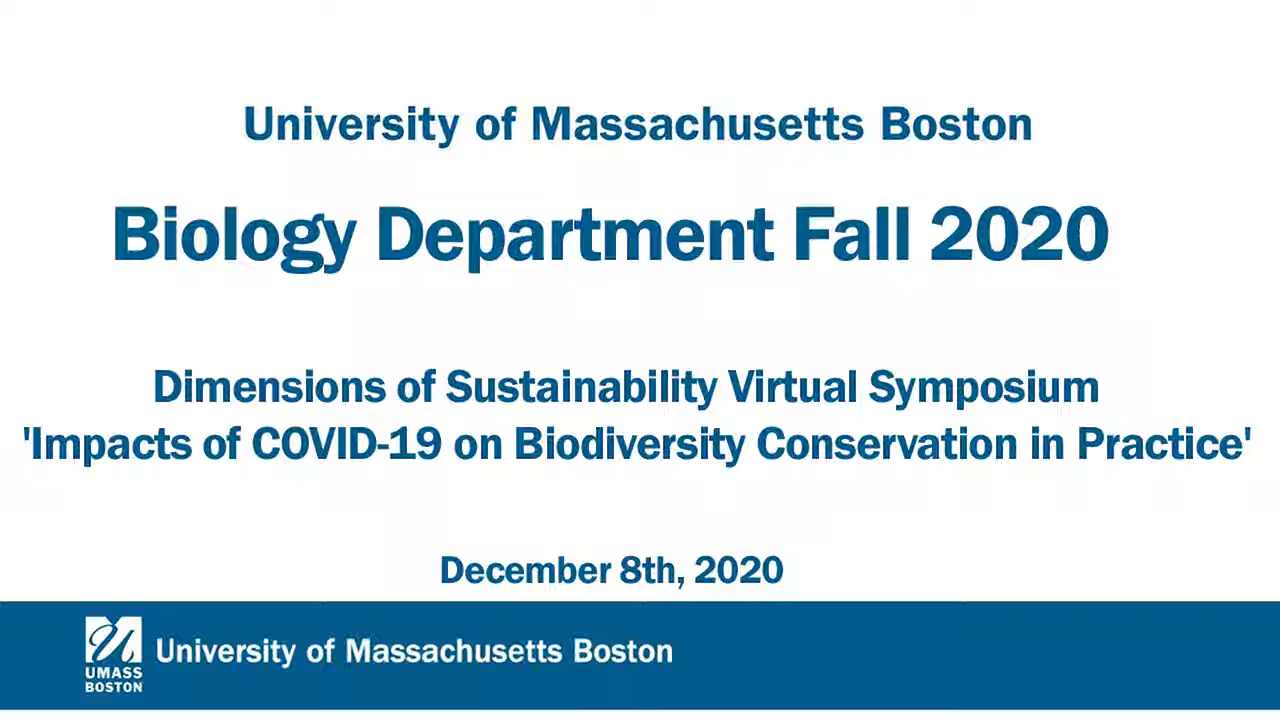 University of Massachusetts Boston
Biology Department Fall 2020
Dimensions of Sustainability Virtual Symposium
'Impacts of COVID-19 on Biodiversity Conservation in Practice'
December 8th, 2020
UMASS
BOSTON
University of Massachusetts Boston